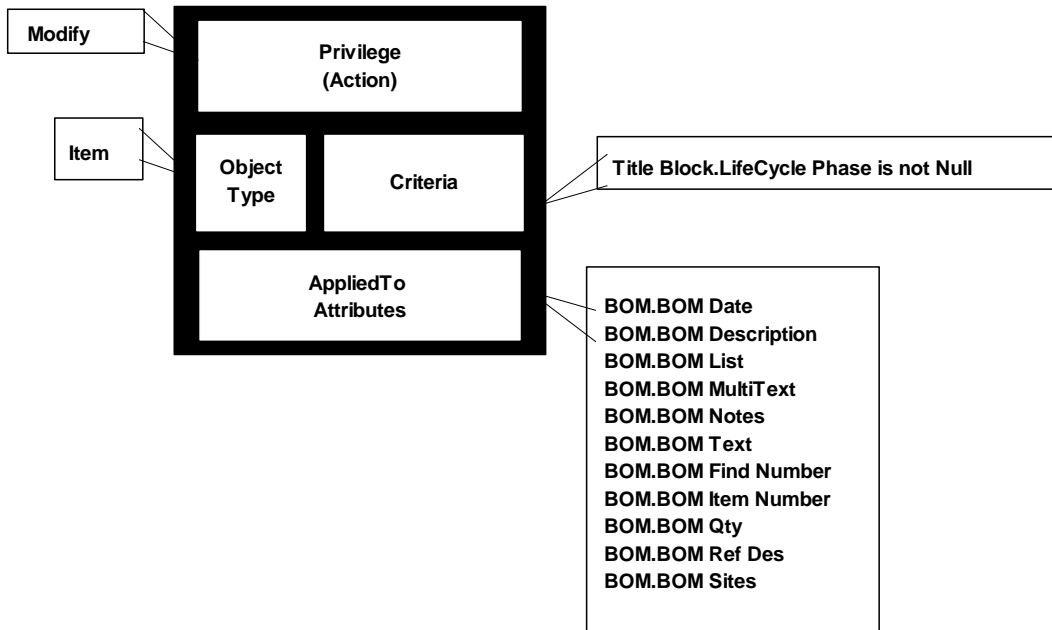 Modify
Privilege
(Action)
Item
Object
Type
Criteria
Title Block.LifeCycle Phase is not Null
AppliedTo
Attributes
BOM.BOM Date
BOM.BOM Description
BOM.BOM List
BOM.BOM MultiText
BOM.BOM Notes
BOM.BOM Text
BOM.BOM Find Number
BOM.BOM Item Number
BOM.BOM Qty
BOM.BOM Ref Des
BOM.BOM Sites